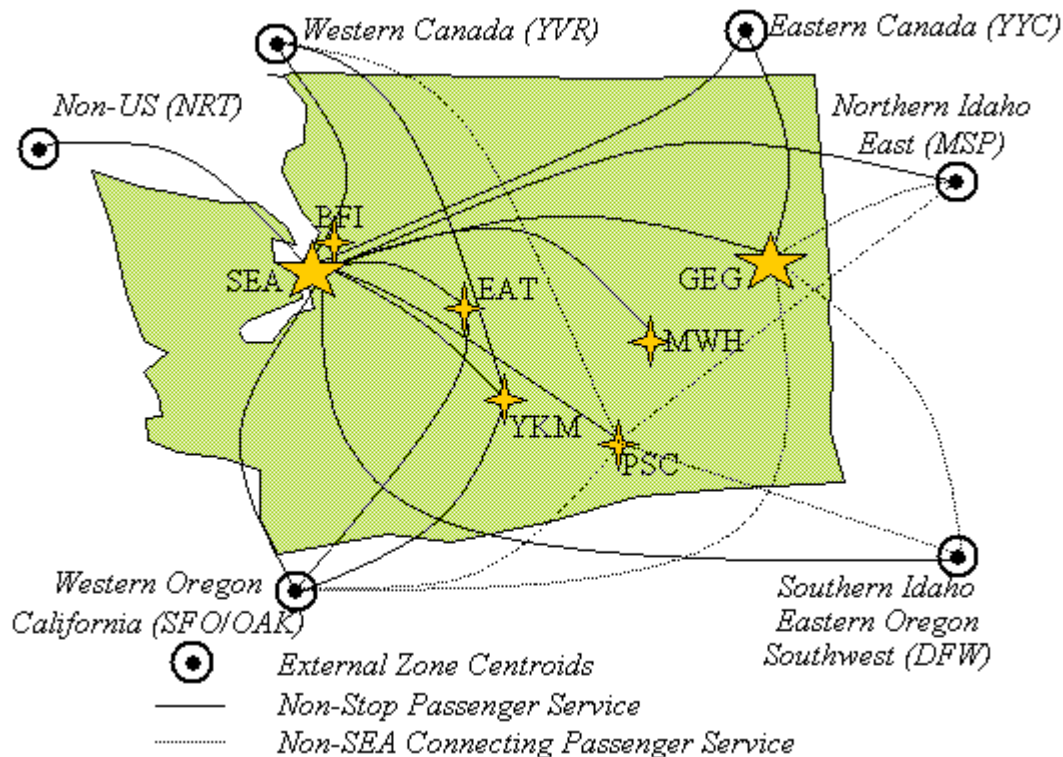 Western Canada (YVR)
Eastern Canada (YYC)
Non-US (NRT)
Northern Idaho
East (MSP)
BFI
SEA
GEG
EAT
MWH
YKM
PSC
Western Oregon
California (SFO/OAK)
Southern Idaho
Eastern Oregon
Southwest (DFW)
External Zone Centroids
Non-Stop Passenger Service
Non-SEA Connecting Passenger Service